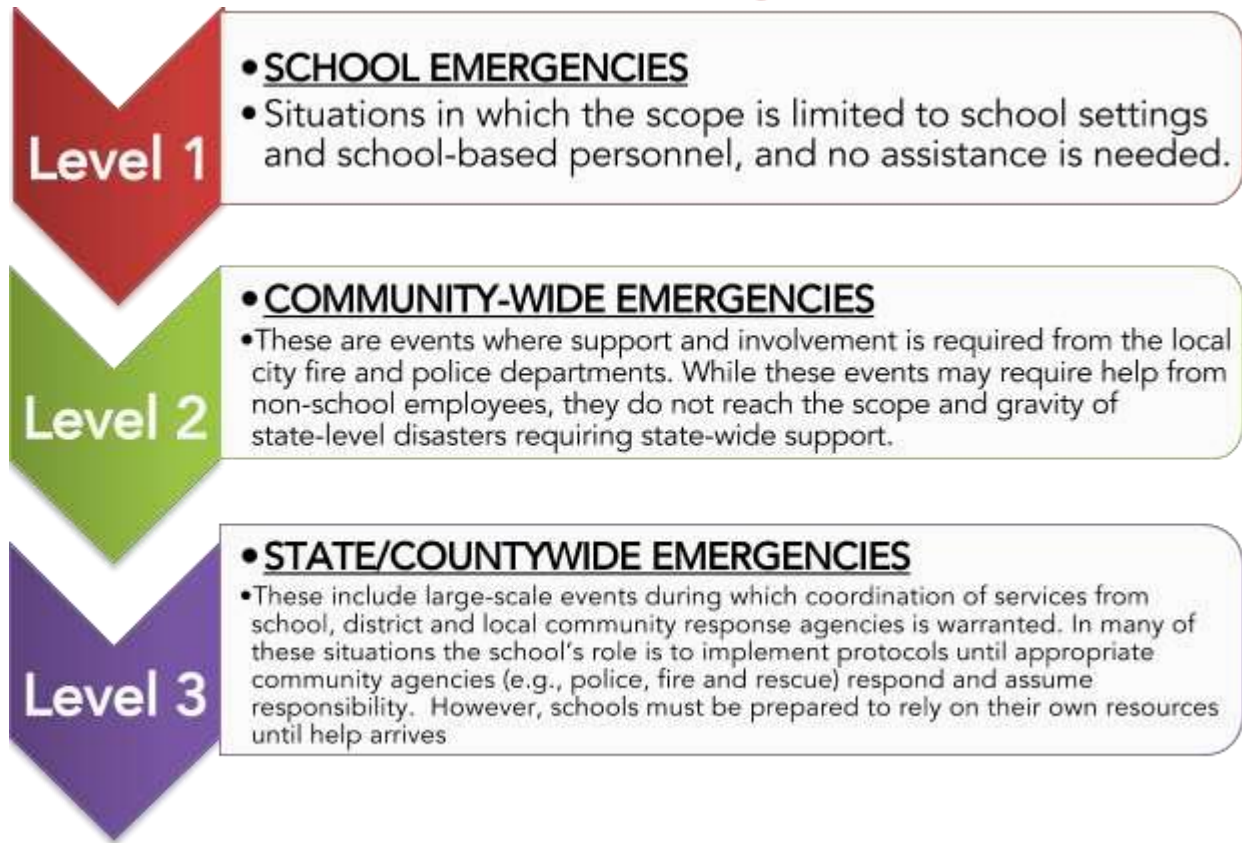 Level 1
•SCHOOL EMERGENCIES
•Situations in which the scope is limited to school settings
and school-based personnel, and no assistance is needed.
Level 2
•COMMUNITY-WIDE EMERGENCIES
•These are events where support and involvement is required from the local
city fire and police departments. While these events may require help from
non-school employees, they do not reach the scope and gravity of
state-level disasters requiring state-wide support.
Level 3
•STATE/COUNTYWIDE EMERGENCIES
•These include large-scale events during which coordination of services from
school, district and local community response agencies is warranted. In many of
these situations the school's role is to implement protocols until appropriate
community agencies (e.g., police, fire and rescue) respond and assume
responsibility.  However, schools must be prepared to rely on their own resources
until help arrives